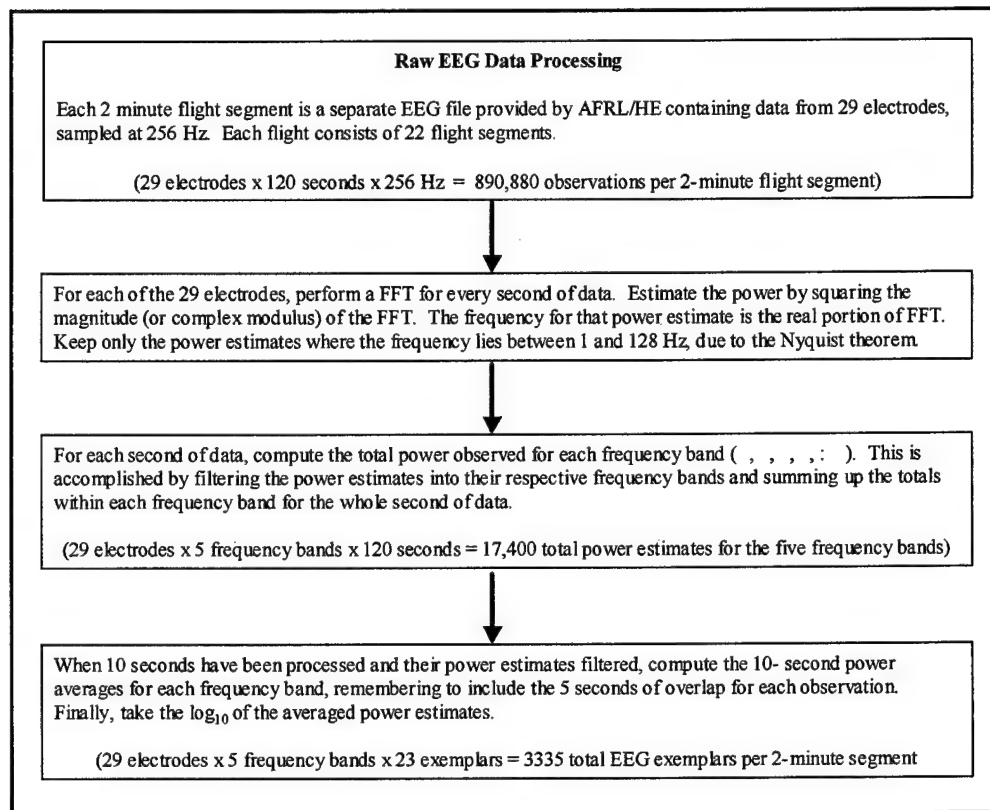 Raw EEG Data Processing
Each 2 minute flight segment is a separate EEG file provided by AFRL/HE containing data from 29 electrodes,
sampled at 256 Hz. Each flight consists of 22 flight segments.
(29 electrodes x 120 seconds x 256 Hz = 890,880 observations per 2-minute flight segment)
For each of the 29 electrodes, perform a FFT for every second of data. Estimate the power by squaring the
magnitude (or complex modulus) of the FFT. The frequency for that power estimate is the real portion of FFT.
Keep only the power estimates where the frequency lies between 1 and 128 Hz, due to the Nyquist theorem.
For each second of data, compute the total power observed for each frequency band ( , , , , : ). This is
accomplished by filtering the power estimates into their respective frequency bands and summing up the totals
within each frequency band for the whole second of data.
(29 electrodes x 5 frequency bands x 120 seconds = 17,400 total power estimates for the five frequency bands)
When 10 seconds have been processed and their power estimates filtered, compute the 10- second power
averages for each frequency band, remembering to include the 5 seconds of overlap for each observation.
Finally, take the log10 of the averaged power estimates.
(29 electrodes x 5 frequency bands x 23 exemplars = 3335 total EEG exemplars per 2-minute segment